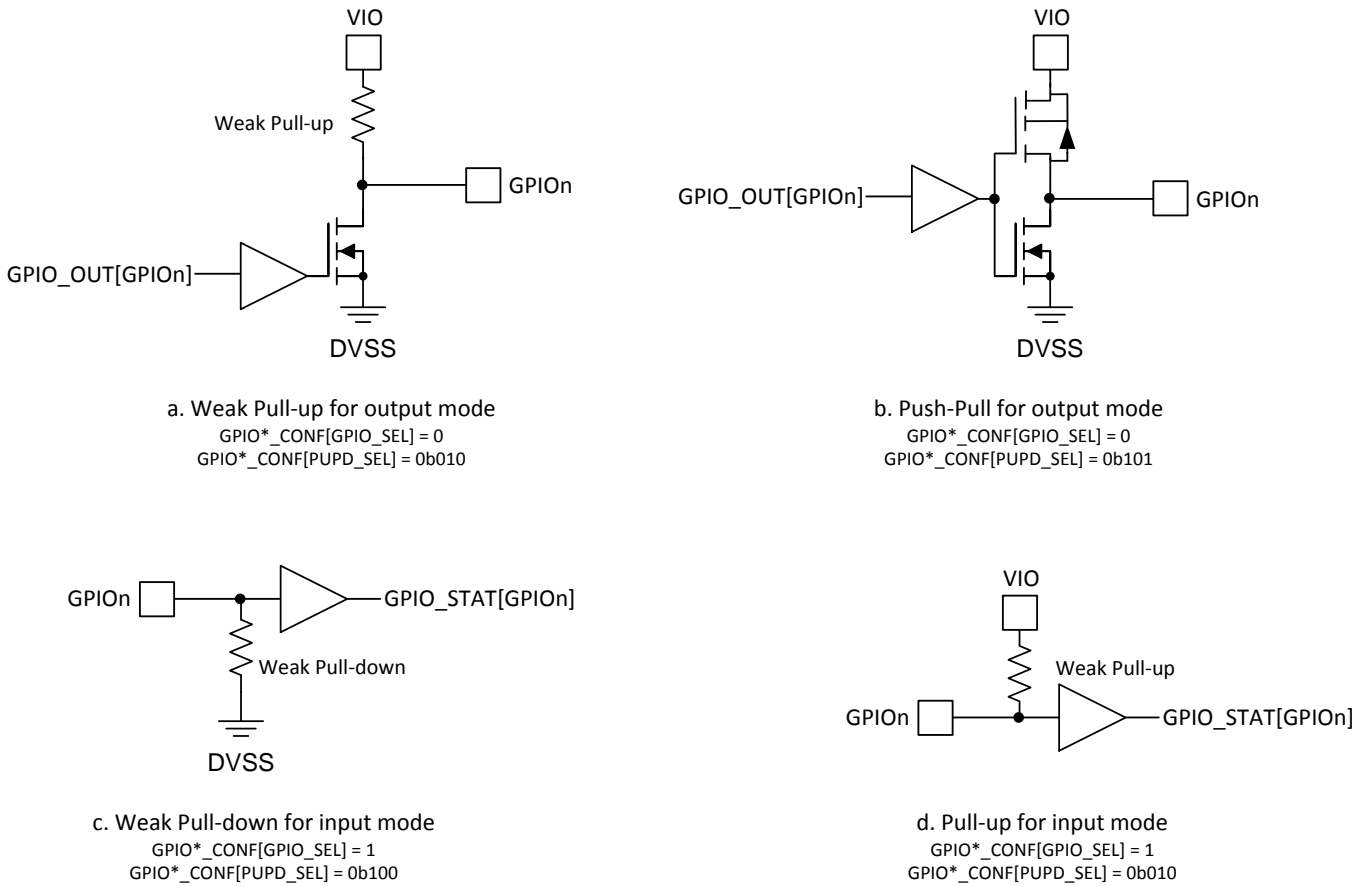 VIO
Weak Pull-up
GPIOn
GPIO_OUT[GPIOn]
DVSS
a. Weak Pull-up for output mode
GPIO*_CONF[GPIO_SEL] = 0
GPIO*_CONF[PUPD_SEL] = 0b010
VIO
GPIO_OUT[GPIOn]
GPIOn
DVSS
b. Push-Pull for output mode
GPIO*_CONF[GPIO_SEL] = 0
GPIO*_CONF[PUPD_SEL] = 0b101
GPIOn
GPIO_STAT[GPIOn]
Weak Pull-down
DVSS
c. Weak Pull-down for input mode
GPIO*_CONF[GPIO_SEL] = 1
GPIO*_CONF[PUPD_SEL] = 0b100
VIO
Weak Pull-up
GPIOn
GPIO_STAT[GPIOn]
d. Pull-up for input mode
GPIO*_CONF[GPIO_SEL] = 1
GPIO*_CONF[PUPD_SEL] = 0b010